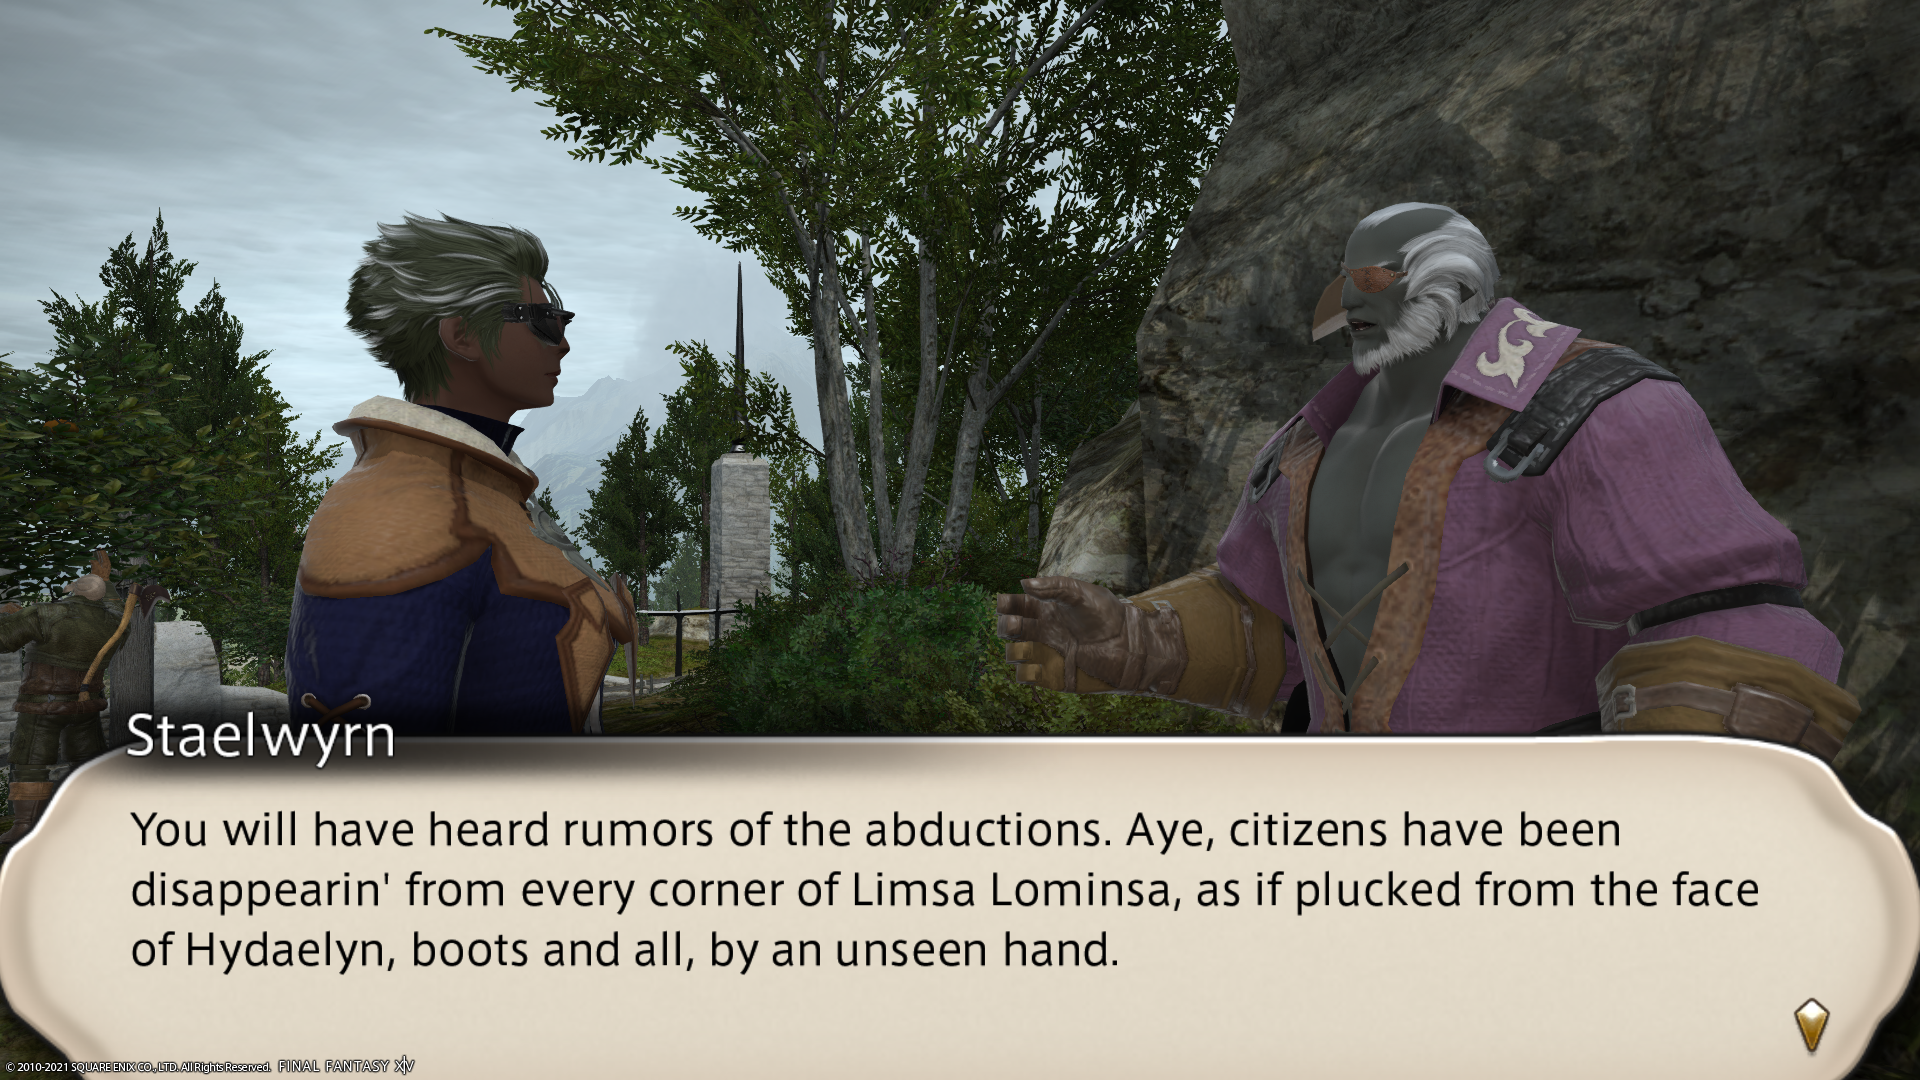 Staelwyrn
You will have heard rumors of the abductions. Aye, citizens have been
disappearin' from every corner of Limsa Lominsa, as if plucked from the face
of Hydaelyn, boots and all, by an unseen hand.
© 2010-2021 SQUARE ENIX CO., LTD. All Rights Reserved. FINAL FANTASY XIV